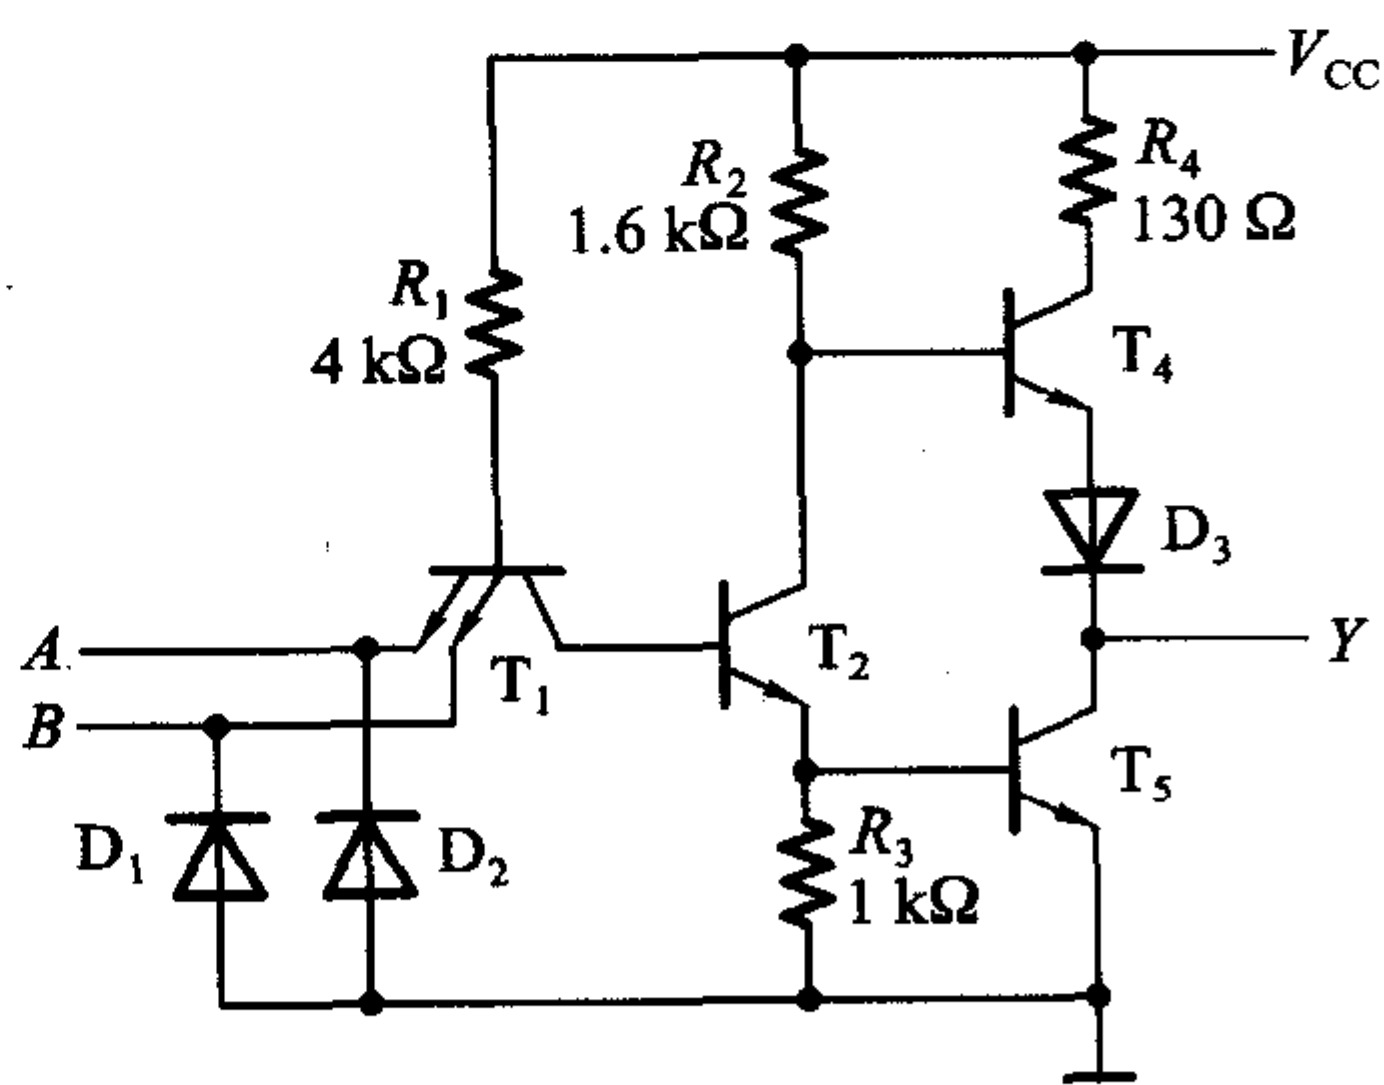 V_CC
R_2
1.6 kΩ
R_4
130 Ω
R_1
4 kΩ
T_4
D_3
A
B
T_1
T_2
Y
T_5
D_1
D_2
R_3
1 kΩ